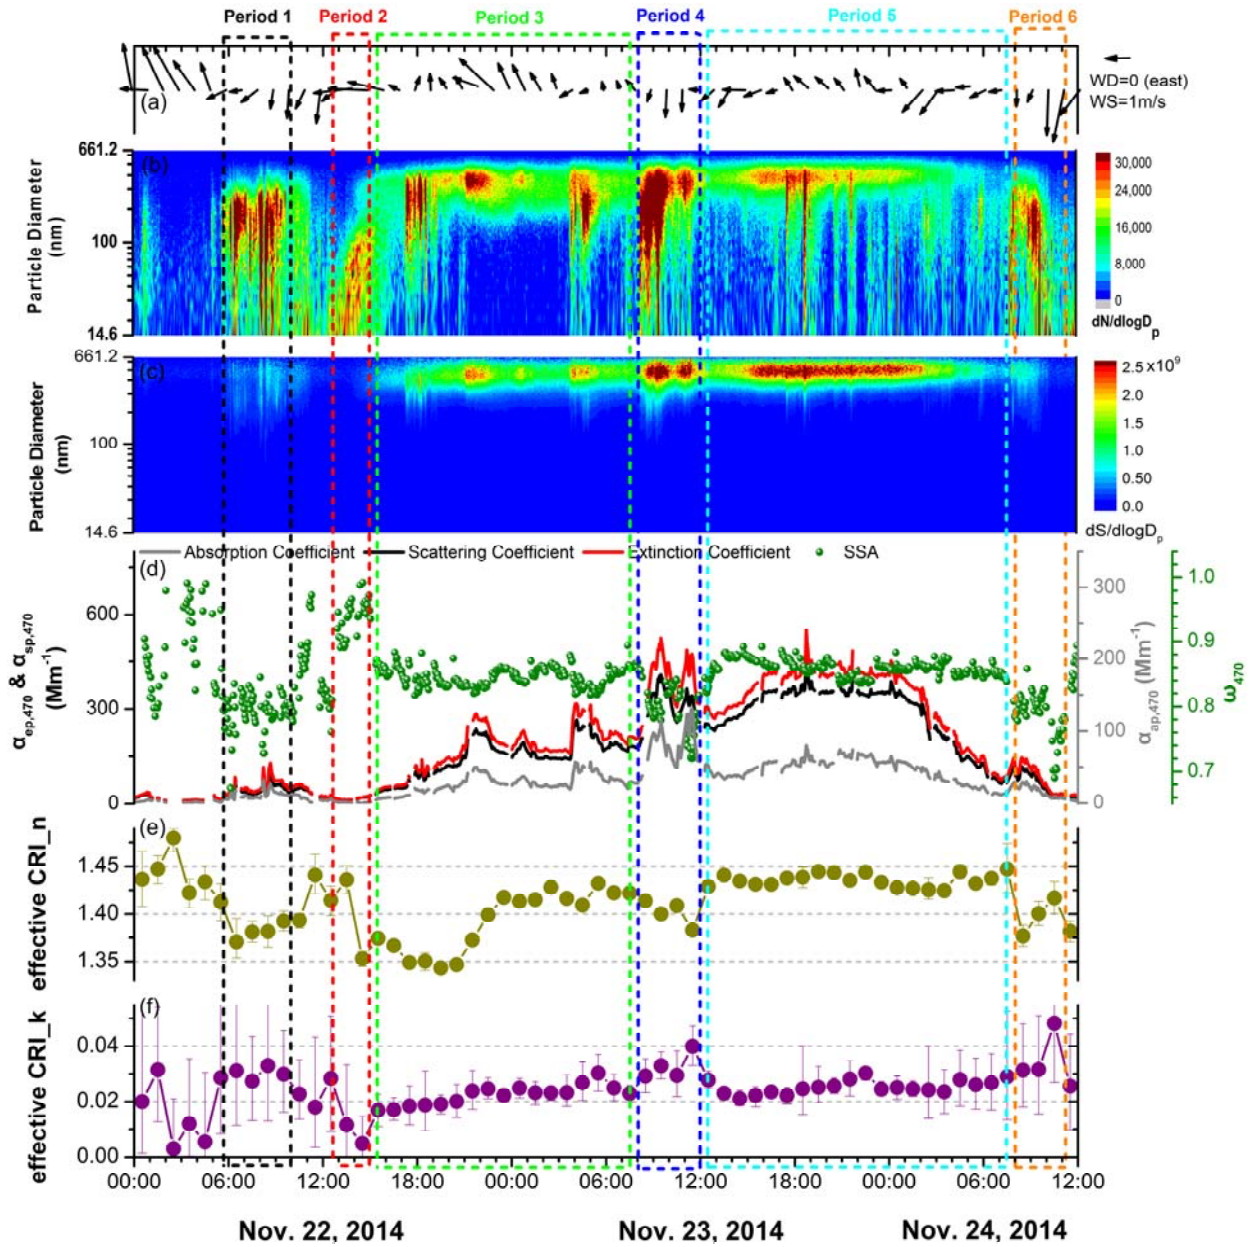 Period 1 Period 2 Period 3 Period 4 Period 5 Period 6
(a)
WD=0 (east)
WS=1m/s
661.2
100
14.6
Particle Diameter
(nm)
(b)
30,000
24,000
16,000
8,000
0
dN/dlogDp
661.2
100
14.6
Particle Diameter
(nm)
(c)
2.5 x10⁹
2.0
1.5
1.0
0.50
0.0
dS/dlogDp
Absorption Coefficient Scattering Coefficient Extinction Coefficient SSA
(d)
600
300
0
αep,470 & αsp,470
(Mm⁻¹)
300
200
100
0
αap,470 (Mm⁻¹)
1.0
0.9
0.8
0.7
ω470
(e)
1.45
1.40
1.35
effective CRI_n
(f)
0.04
0.02
0.00
effective CRI_k
00:00 06:00 12:00 18:00 00:00 06:00 12:00 18:00 00:00 06:00 12:00
Nov. 22, 2014 Nov. 23, 2014 Nov. 24, 2014